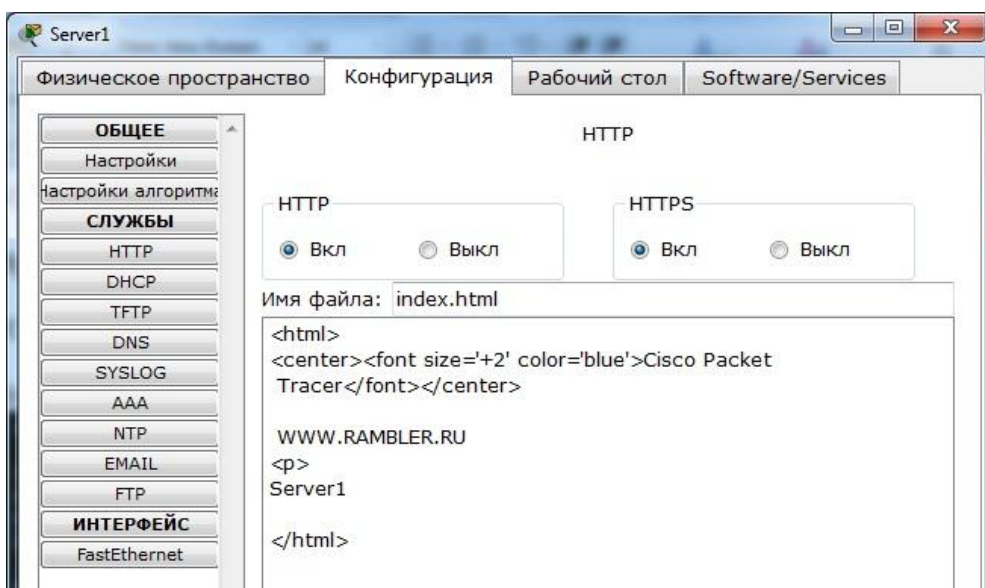 Server1
Физическое пространство Конфигурация Рабочий стол Software/Services
ОБЩЕЕ
Настройки
Настройки алгоритма
СЛУЖБЫ
HTTP
DHCP
TFTP
DNS
SYSLOG
AAA
NTP
EMAIL
FTP
ИНТЕРФЕЙС
FastEthernet
HTTP
HTTP
Вкл Выкл
HTTPS
Вкл Выкл
Имя файла: index.html
<html>
<center><font size='+2' color='blue'>Cisco Packet
Tracer</font></center>
WWW.RAMBLER.RU
<p>
Server1
</html>